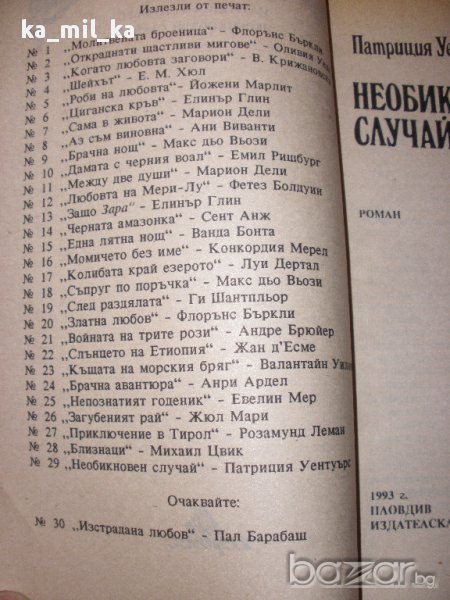 ka_mil_ka
Излезли от печат:
№ 1 „Молитвената броеница“ - Флорънс Бъркли
№ 2 „Откраднати щастливи мигове“ - Оливия
№ 3 „Когато любовта заговори“ - В. Крижановс
№ 4 „Шейхът“ - Е. М. Хюл
№ 5 „Роби на любовта“ - Йожени Марлит
№ 6 „Циганска кръв“ - Елинър Глин
№ 7 „Сама в живота“ - Марион Дели
№ 8 „Аз съм виновна“ - Ани Виванти
№ 9 „Брачна нощ“ - Макс дьо Вьози
№ 10 „Дамата с черния воал“ - Емил Ришбург
№ 11 „Между две души“ - Марион Дели
№ 12 „Любовта на Мери-Лу“ - Фетез Болдуин
№ 13 „Защо Зара“ - Елинър Глин
№ 14 „Черната амазонка“ - Сент Анж
№ 15 „Една лятна нощ“ - Ванда Бонта
№ 16 „Момичето без име“ - Конкордия Мерел
№ 17 „Колибата край езерото“ - Луи Дертал
№ 18 „Съпруг по поръчка“ - Макс дьо Вьози
№ 19 „След раздялата“ - Ги Шантпльор
№ 20 „Златна любов“ - Флорънс Бъркли
№ 21 „Войната на трите рози“ - Андре Брюйер
№ 22 „Слънцето на Етиопия“ - Жан д'Есме
№ 23 „Къщата на морския бряг“ - Валантайн
№ 24 „Брачна авантюра“ - Анри Ардел
№ 25 „Непознатият годеник“ - Евелин Мер
№ 26 „Загубеният рай“ - Жюл Мари
№ 27 „Приключение в Тирол“ - Розамунд Леман
№ 28 „Близнаци“ - Михаил Цвик
№ 29 „Необикновен случай“ - Патриция Уентуърс
Очаквайте:
№ 30 „Изстрадана любов“ - Пал Барабаш
Патриция Уе
НЕОБИК
СЛУЧАЙ
РОМАН
1993 г.
ПЛОВДИВ
ИЗДАТЕЛСКА
bazar.bg